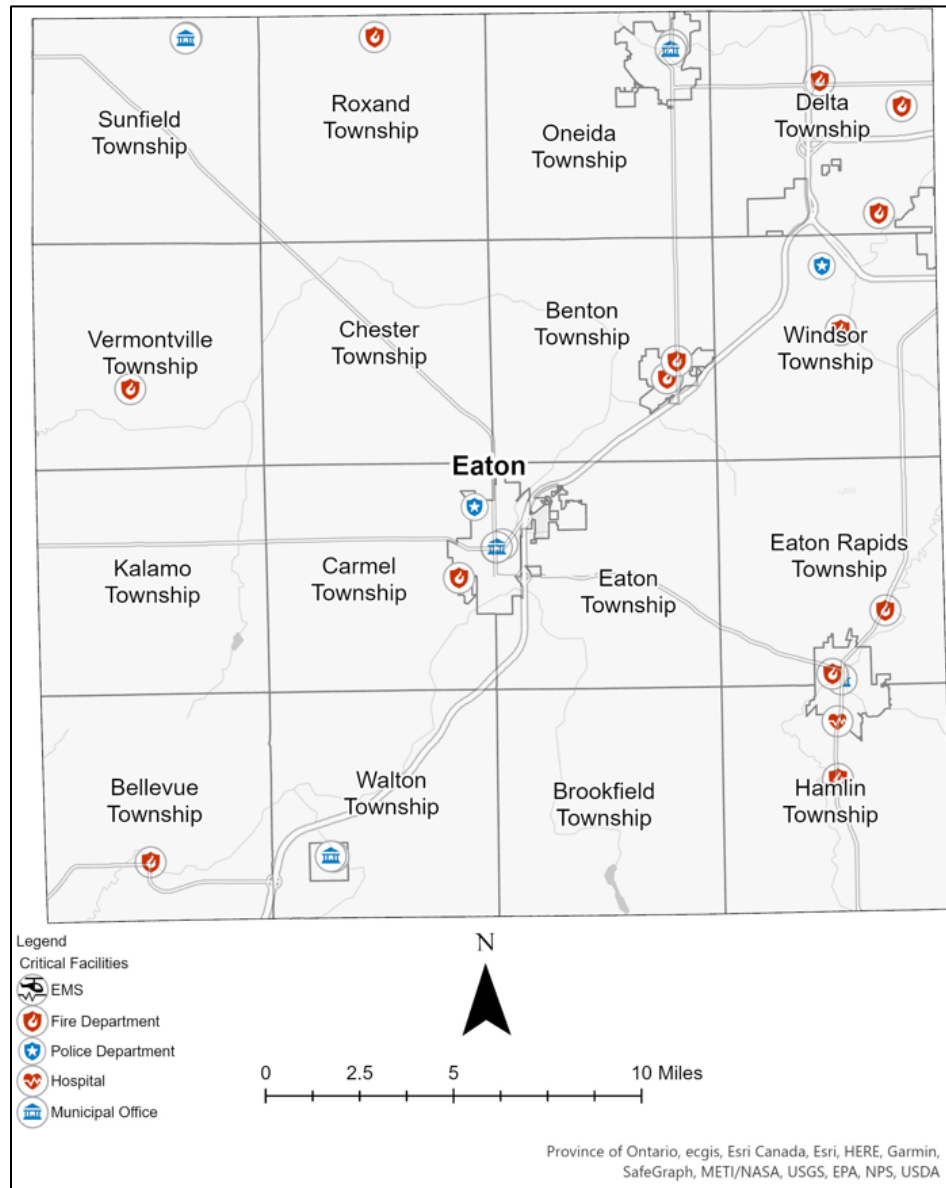 Sunfield
Township
Roxand
Township
Oneida
Township
Delta
Township
Vermontville
Township
Chester
Township
Benton
Township
Windsor
Township
Eaton
Kalamo
Township
Carmel
Township
Eaton
Township
Eaton Rapids
Township
Bellevue
Township
Walton
Township
Brookfield
Township
Hamlin
Township
Legend
Critical Facilities
EMS
Fire Department
Police Department
Hospital
Municipal Office
N
0 2.5 5 10 Miles
Province of Ontario, ecgis, Esri Canada, Esri, HERE, Garmin,
SafeGraph, METI/NASA, USGS, EPA, NPS, USDA